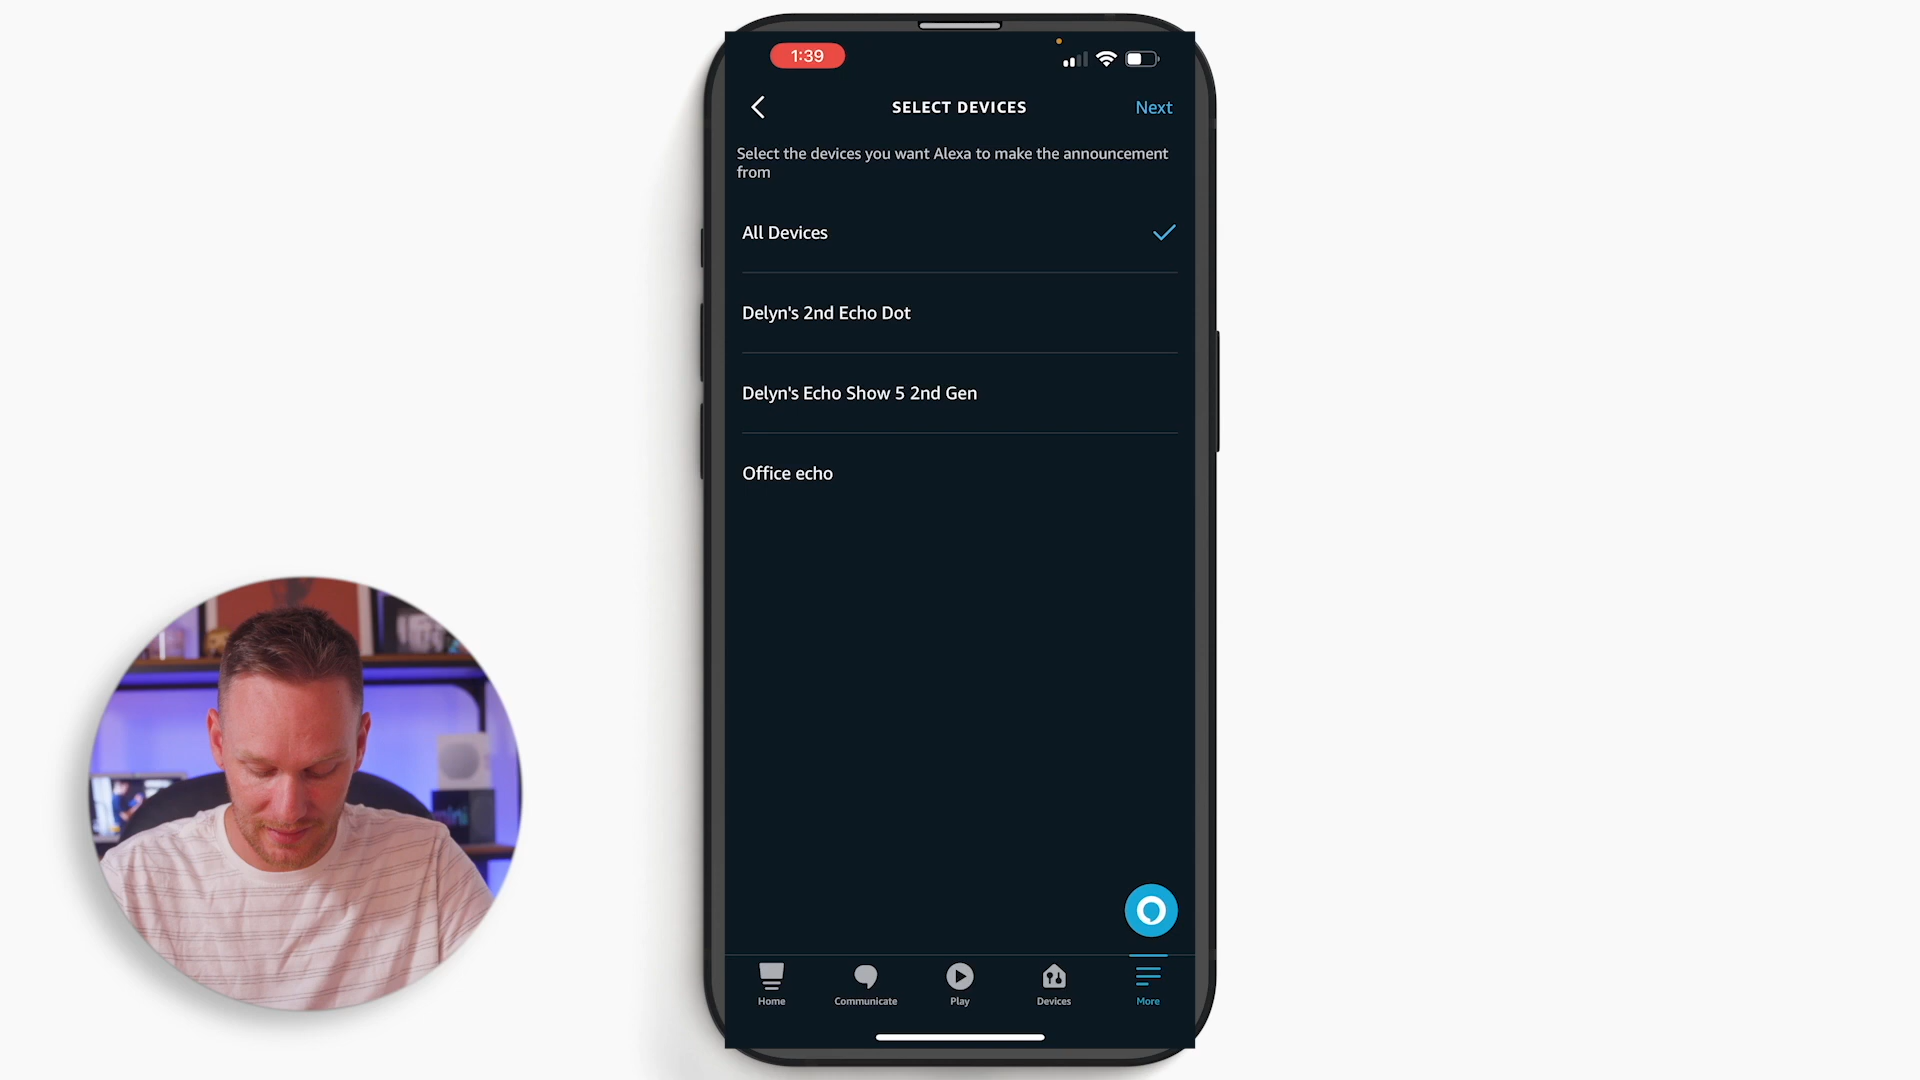 1:39
SELECT DEVICES
Next
Select the devices you want Alexa to make the announcement
from
All Devices
Delyn's 2nd Echo Dot
Delyn's Echo Show 5 2nd Gen
Office echo
mini
Home
Communicate
Play
Devices
More